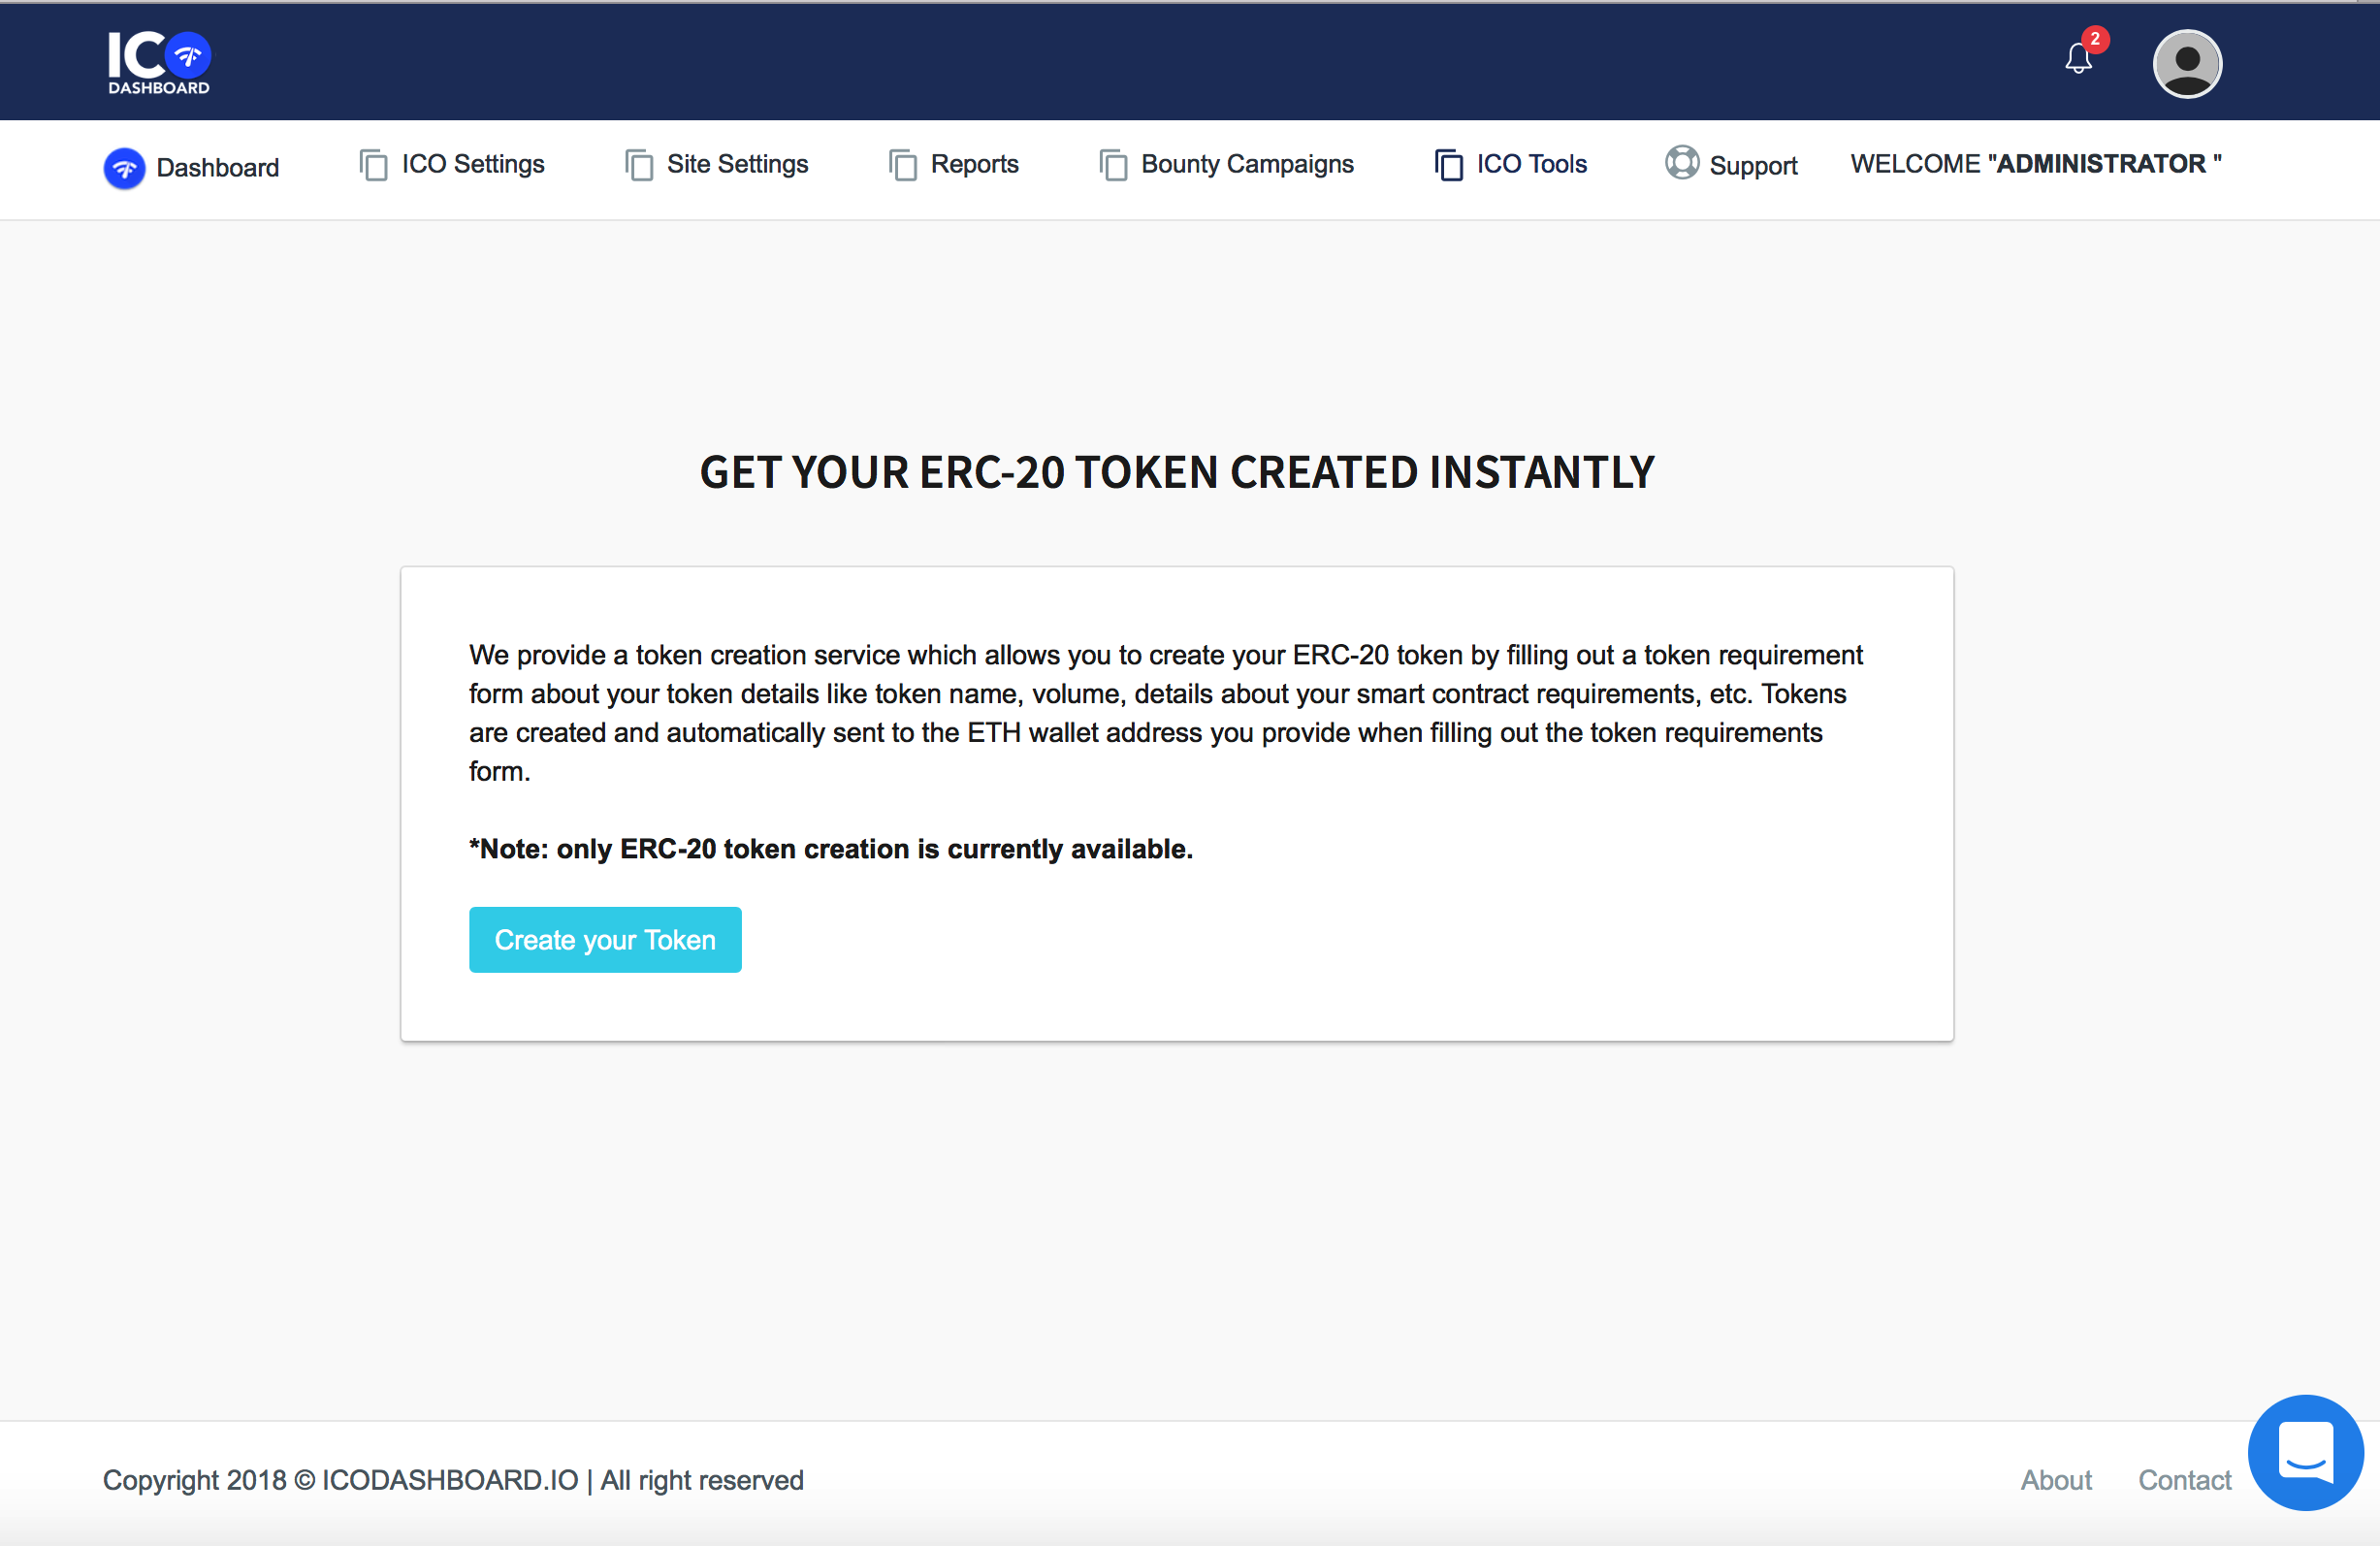 ICO
DASHBOARD
2
Dashboard
ICO Settings
Site Settings
Reports
Bounty Campaigns
ICO Tools
Support
WELCOME "ADMINISTRATOR "
GET YOUR ERC-20 TOKEN CREATED INSTANTLY
We provide a token creation service which allows you to create your ERC-20 token by filling out a token requirement
form about your token details like token name, volume, details about your smart contract requirements, etc. Tokens
are created and automatically sent to the ETH wallet address you provide when filling out the token requirements
form.
*Note: only ERC-20 token creation is currently available.
Create your Token
Copyright 2018 © ICODASHBOARD.IO | All right reserved
About
Contact